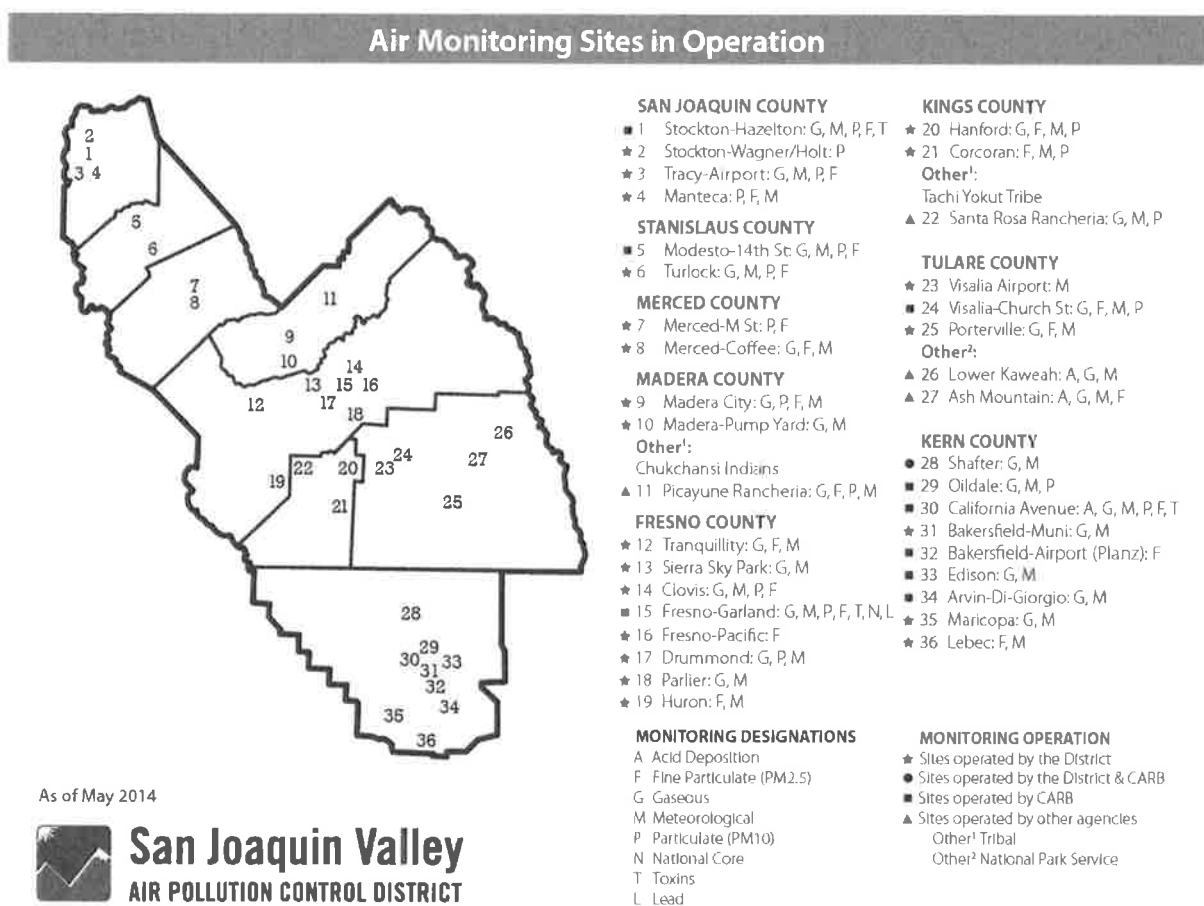 Air Monitoring Sites in Operation
2
1
3 4
5
6
7
8
11
9
10
14
13 15 16
12 17
18
26
24
22 20 23 27
19
21 25
28
29
30 33
31
32
34
35
36
As of May 2014
San Joaquin Valley
AIR POLLUTION CONTROL DISTRICT
SAN JOAQUIN COUNTY
■ 1 Stockton-Hazelton: G, M, P, F, T
★ 2 Stockton-Wagner/Holt: P
★ 3 Tracy-Airport: G, M, P, F
★ 4 Manteca: P, F, M
STANISLAUS COUNTY
■ 5 Modesto-14th St: G, M, P, F
★ 6 Turlock: G, M, P, F
MERCED COUNTY
★ 7 Merced-M St: P, F
★ 8 Merced-Coffee: G, F, M
MADERA COUNTY
★ 9 Madera City: G, P, F, M
★ 10 Madera-Pump Yard: G, M
Other¹:
Chukchansi Indians
▲ 11 Picayune Rancheria: G, F, P, M
FRESNO COUNTY
★ 12 Tranquillity: G, F, M
★ 13 Sierra Sky Park: G, M
★ 14 Clovis: G, M, P, F
■ 15 Fresno-Garland: G, M, P, F, T, N, L
★ 16 Fresno-Pacific: F
★ 17 Drummond: G, P, M
★ 18 Parlier: G, M
★ 19 Huron: F, M
MONITORING DESIGNATIONS
A Acid Deposition
F Fine Particulate (PM2.5)
G Gaseous
M Meteorological
P Particulate (PM10)
N National Core
T Toxins
L Lead
KINGS COUNTY
★ 20 Hanford: G, F, M, P
★ 21 Corcoran: F, M, P
Other¹:
Tachi Yokut Tribe
▲ 22 Santa Rosa Rancheria: G, M, P
TULARE COUNTY
★ 23 Visalia Airport: M
■ 24 Visalia-Church St: G, F, M, P
★ 25 Porterville: G, F, M
Other²:
▲ 26 Lower Kaweah: A, G, M
▲ 27 Ash Mountain: A, G, M, F
KERN COUNTY
● 28 Shafter: G, M
■ 29 Oildale: G, M, P
■ 30 California Avenue: A, G, M, P, F, T
★ 31 Bakersfield-Muni: G, M
■ 32 Bakersfield-Airport (Planz): F
■ 33 Edison: G, M
■ 34 Arvin-Di-Giorgio: G, M
★ 35 Maricopa: G, M
★ 36 Lebec: F, M
MONITORING OPERATION
★ Sites operated by the District
● Sites operated by the District & CARB
■ Sites operated by CARB
▲ Sites operated by other agencies
Other¹ Tribal
Other² National Park Service